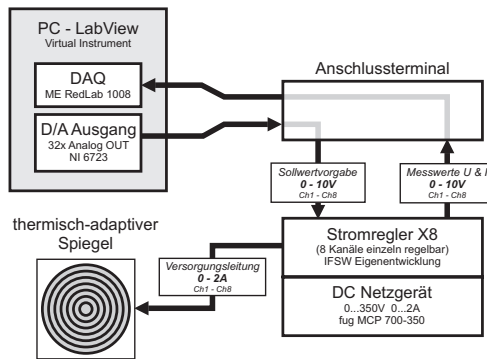 PC - LabView
Virtual Instrument
DAQ
ME RedLab 1008
D/A Ausgang
32x Analog OUT
NI 6723
Anschlussterminal
Sollwertvorgabe
0 - 10V
Ch1 - Ch8
Messwerte U & I
0 - 10V
Ch1 - Ch8
thermisch-adaptiver
Spiegel
Versorgungsleitung
0 - 2A
Ch1 - Ch8
Stromregler X8
(8 Kanäle einzeln regelbar)
IFSW Eigenentwicklung
DC Netzgerät
0...350V 0...2A
fug MCP 700-350